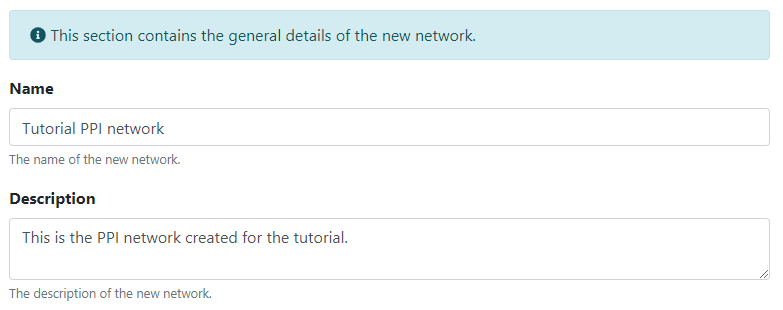 This section contains the general details of the new network.
Name
Tutorial PPI network
The name of the new network.
Description
This is the PPI network created for the tutorial.
The description of the new network.